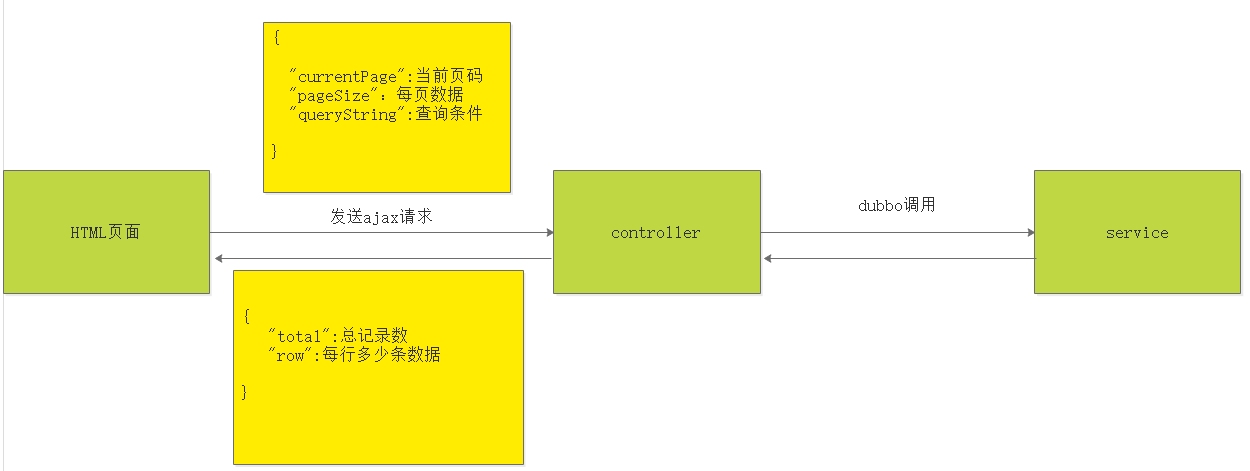 {
"currentPage":当前页码
"pageSize": 每页数据
"queryString":查询条件
}
HTML页面
发送ajax请求
controller
dubbo调用
service
{
"total":总记录数
"row":每行多少条数据
}